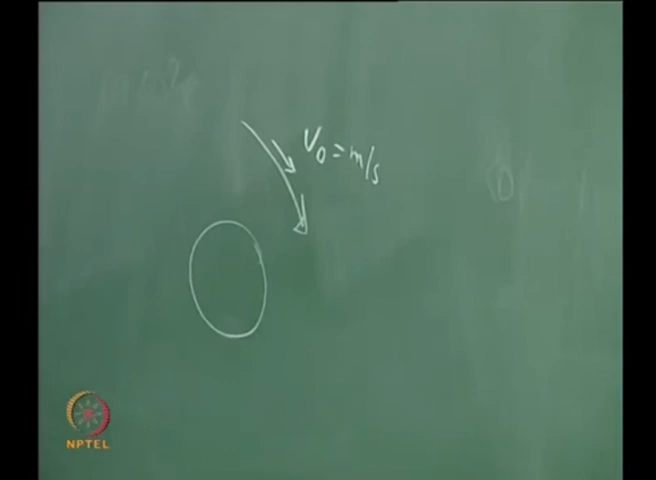 V₀ = m/s
NPTEL